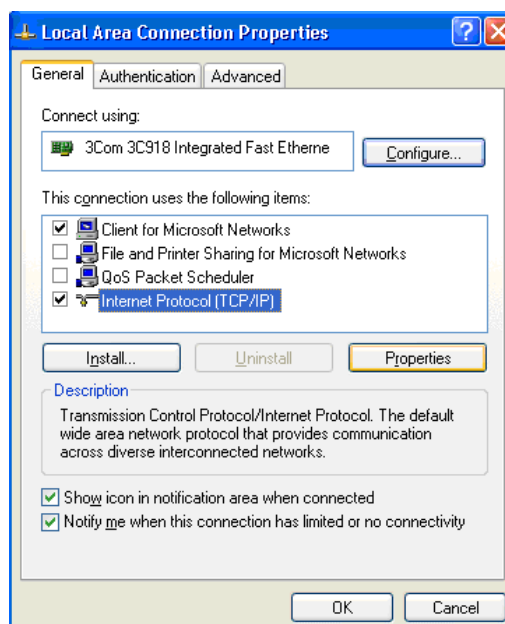 Local Area Connection Properties
General Authentication Advanced
Connect using:
3Com 3C918 Integrated Fast Etherne
Configure...
This connection uses the following items:
Client for Microsoft Networks
File and Printer Sharing for Microsoft Networks
QoS Packet Scheduler
Internet Protocol (TCP/IP)
Install... Uninstall Properties
Description
Transmission Control Protocol/Internet Protocol. The default
wide area network protocol that provides communication
across diverse interconnected networks.
Show icon in notification area when connected
Notify me when this connection has limited or no connectivity
OK Cancel